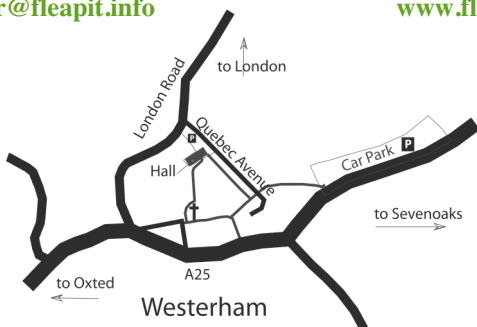 r@fleapit.info
www.fl
to London
London Road
P
Quebec Avenue
Hall
Car Park P
to Sevenoaks
A25
to Oxted
Westerham